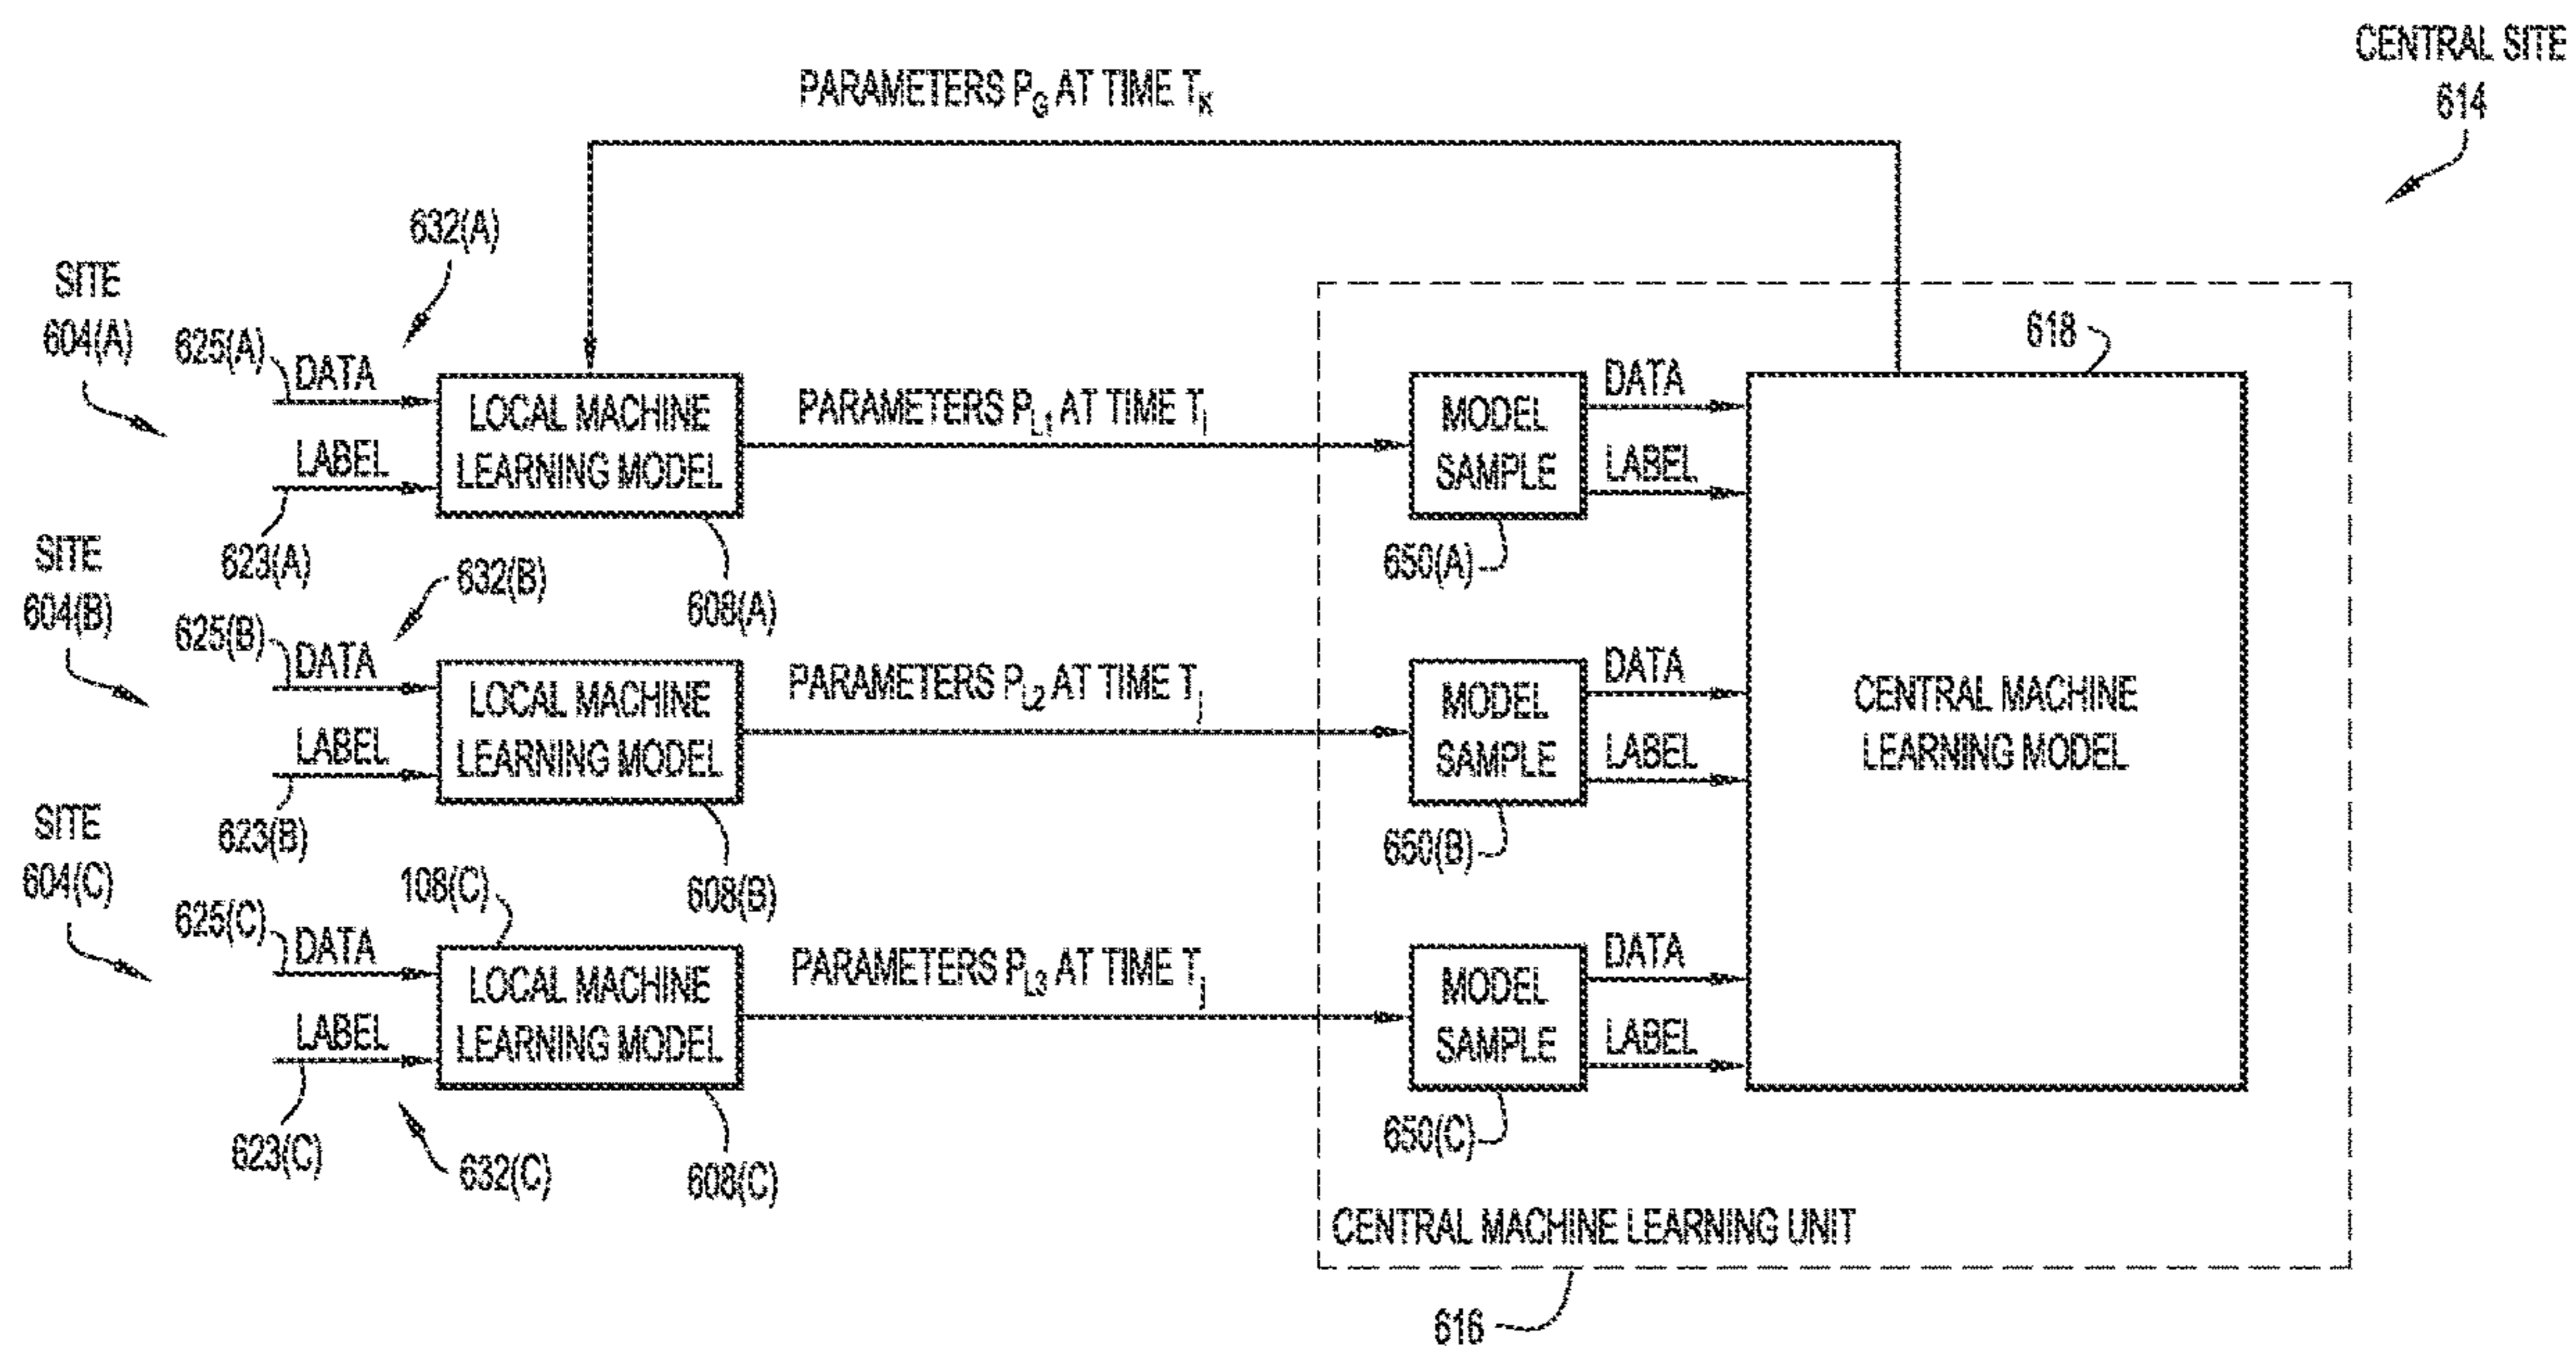 CENTRAL SITE
614
PARAMETERS P_G AT TIME T_K
632(A)
SITE
604(A)
625(A)
DATA
LABEL
623(A)
LOCAL MACHINE
LEARNING MODEL
608(A)
PARAMETERS P_L1 AT TIME T_j
MODEL
SAMPLE
650(A)
DATA
LABEL
618
SITE
604(B)
632(B)
625(B)
DATA
LABEL
623(B)
LOCAL MACHINE
LEARNING MODEL
608(B)
PARAMETERS P_L2 AT TIME T_j
MODEL
SAMPLE
650(B)
DATA
LABEL
CENTRAL MACHINE
LEARNING MODEL
SITE
604(C)
108(C)
625(C)
DATA
LABEL
623(C)
632(C)
LOCAL MACHINE
LEARNING MODEL
608(C)
PARAMETERS P_L3 AT TIME T_j
MODEL
SAMPLE
650(C)
DATA
LABEL
CENTRAL MACHINE LEARNING UNIT
616